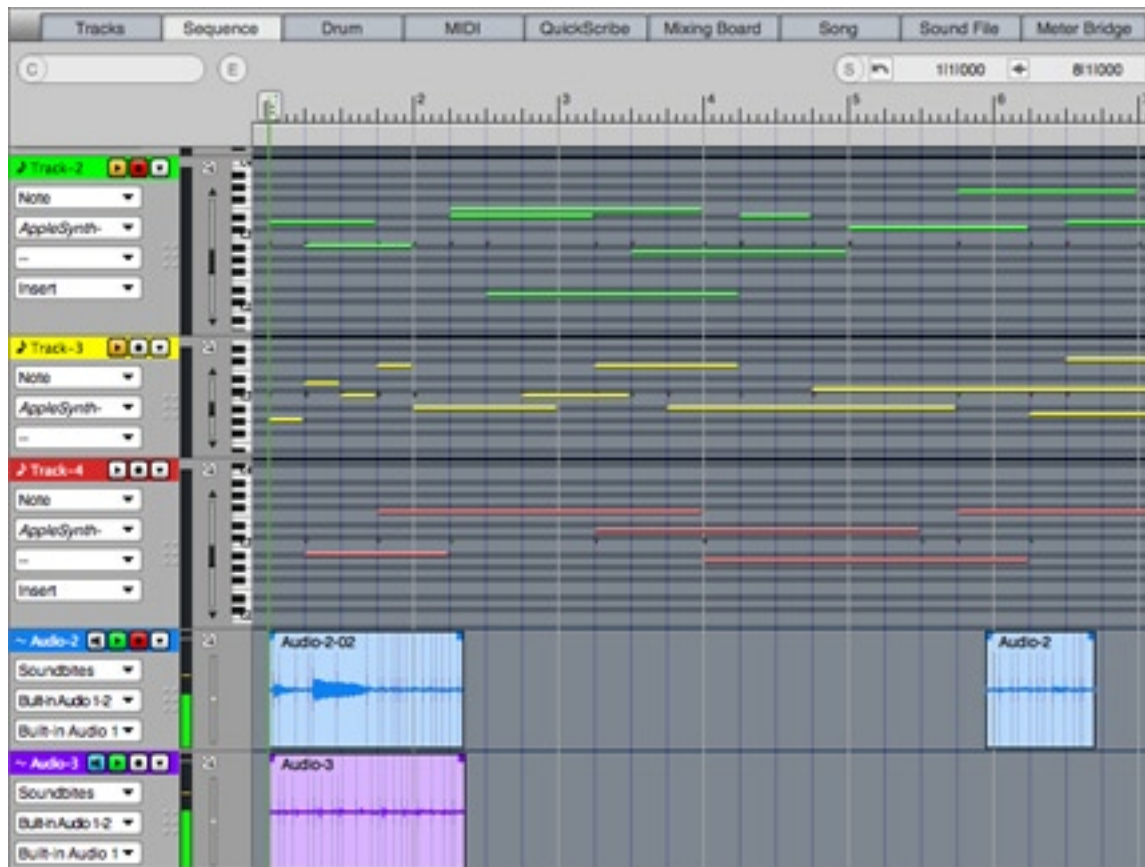 Tracks Sequence Drum MIDI QuickScribe Mixing Board Song Sound File Meter Bridge
C E S 1|1|000 8|1|000
2 3 4 5 6
Track-2
Note
AppleSynth-
--
Insert
Track-3
Note
AppleSynth-
--
Track-4
Note
AppleSynth-
--
Insert
~ Audio-2 Audio-2-02 Audio-2
Soundbites
Built-in Audio 1-2
Built-in Audio 1
~ Audio-3 Audio-3
Soundbites
Built-in Audio 1-2
Built-in Audio 1